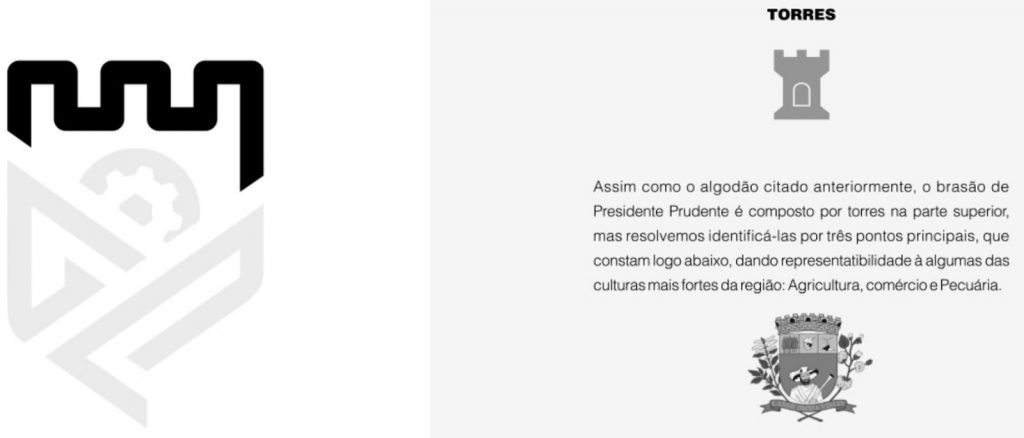 TORRES
Assim como o algodão citado anteriormente, o brasão de
Presidente Prudente é composto por torres na parte superior,
mas resolvemos identificá-las por três pontos principais, que
constam logo abaixo, dando representatibilidade à algumas das
culturas mais fortes da região: Agricultura, comércio e Pecuária.